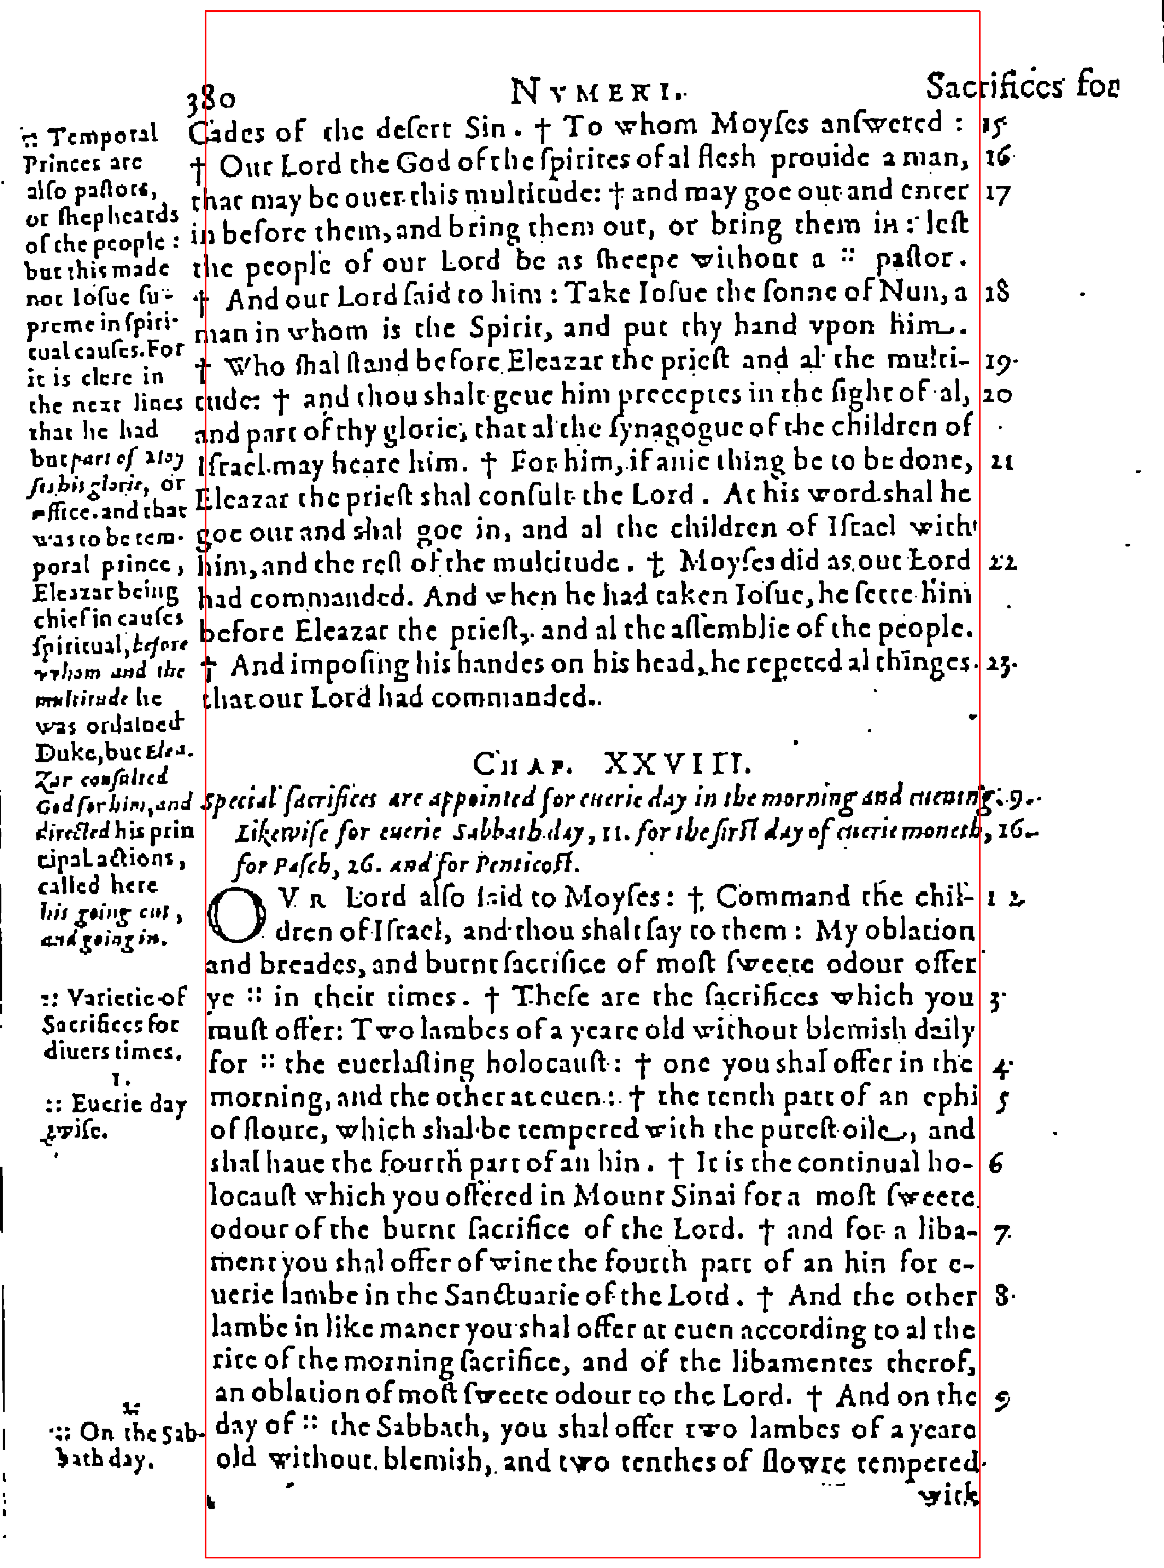 380 NVMERI. Sacrifices for
Cades of the desert Sin. † To whom Moyſes anſwered : 15
† Our Lord the God of the ſpirites of al flesh prouide a man, 16
that may be ouer this multitude: † and may goe out and enter 17
in before them, and bring them out, or bring them in: leſt
the people of our Lord be as ſheepe without a :: paſtor.
† And our Lord ſaid to him : Take Ioſue the ſonne of Nun, a 18
man in whom is the Spirit, and put thy hand vpon him.
† Who ſhal ſtand before Eleazar the prieſt and al the multi- 19
tude: † and thou shalt geue him preceptes in the ſight of al, 20
and part of thy glorie, that al the ſynagogue of the children of
Iſrael may heare him. † For him, if anie thing be to be done, 21
Eleazar the prieſt shal conſult the Lord. At his word shal he
goe out and shal goe in, and al the children of Iſrael with
him, and the reſt of the multitude. † Moyſes did as our Lord 22
had commanded. And when he had taken Ioſue, he ſette him
before Eleazar the prieſt, and al the aſſemblie of the people.
† And impoſing his handes on his head, he repeted al thinges 23
that our Lord had commanded.
:: Temporal
Princes are
alſo paſtors,
or ſhepheards
of the people :
but this made
not Ioſue ſu-
preme in ſpiri-
tual cauſes. For
it is clere in
the next lines
that he had
but part of Moy
ſes his glorie, or
office. and that
was to be tem-
poral prince,
Eleazar being
chief in cauſes
ſpiritual, before
whom and the
multitude he
was ordained
Duke, but Elea-
zar conſulted
God for him, and
directed his prin
cipal actions,
called here
his going out,
and going in.
CHAP. XXVIII.
Special ſacrifices are appointed for euerie day in the morning and euening: 9.
Likewiſe for euerie Sabbath day, 11. for the firſt day of euerie moneth, 16.
for Paſch, 26. and for Penticoſt.
OVR Lord alſo ſaid to Moyſes: † Command the chil- 1 2
dren of Iſrael, and thou shalt ſay to them : My oblation
and breades, and burnt ſacrifice of moſt ſweete odour offer
ye :: in their times. † Theſe are the ſacrifices which you 3
muſt offer: Two lambes of a yeare old without blemish daily
for :: the euerlaſting holocauſt: † one you shal offer in the 4
morning, and the other at euen: † the tenth part of an ephi 5
of floure, which shal be tempered with the pureſt oile, and
shal haue the fourth part of an hin. † It is the continual ho- 6
locauſt which you offered in Mount Sinai for a moſt ſweete
odour of the burnt ſacrifice of the Lord. † and for a liba- 7
ment you shal offer of wine the fourth part of an hin for e-
uerie lambe in the Sanctuarie of the Lord. † And the other 8
lambe in like maner you shal offer at euen according to al the
rite of the morning ſacrifice, and of the libamentes therof,
an oblation of moſt ſweete odour to the Lord. † And on the 9
day of :: the Sabbath, you shal offer two lambes of a yeare
old without blemish, and two tenthes of flowre tempered
with
:: Varietie of
Sacrifices for
diuers times.
1.
:: Euerie day
twiſe.
2.
:: On the Sab-
bath day.